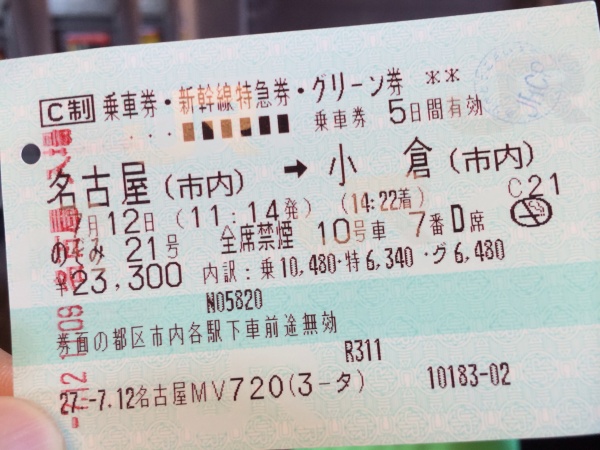 C制 乗車券・新幹線特急券・グリーン券 **
乗車券 5日間有効
名古屋(市内) → 小倉(市内)
7月12日 (11:14発) (14:22着) C21
のぞみ 21号 全席禁煙 10号車 7番D席
¥23,300 内訳:乗10,480・特6,340・グ6,480
N05820
券面の都区市内各駅下車前途無効
R311
27.-7.12名古屋MV720(3-タ) 10183-02